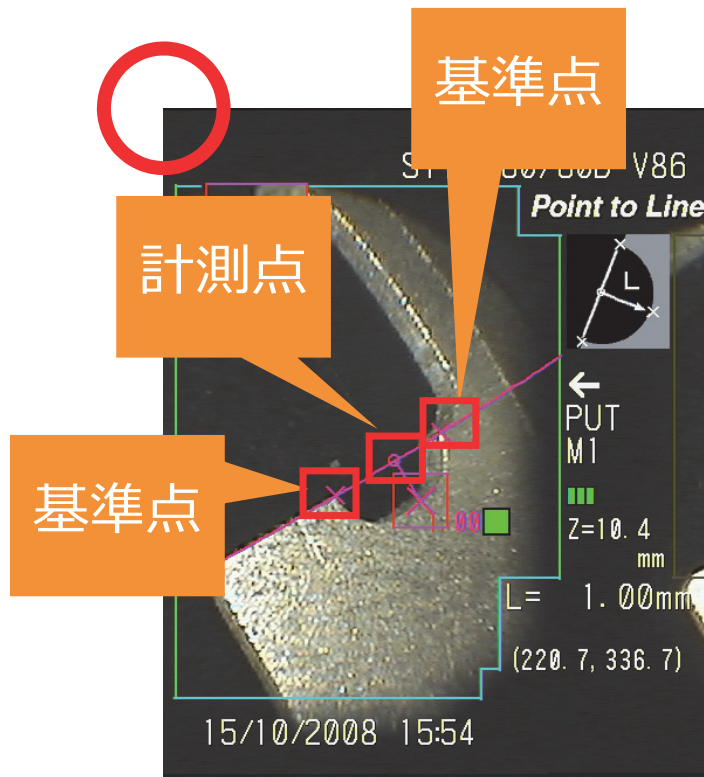 基準点
V86
Point to Line
計測点
L
←
PUT
M1
基準点
Z=10.4
mm
L= 1.00mm
(220.7, 336.7)
15/10/2008 15:54